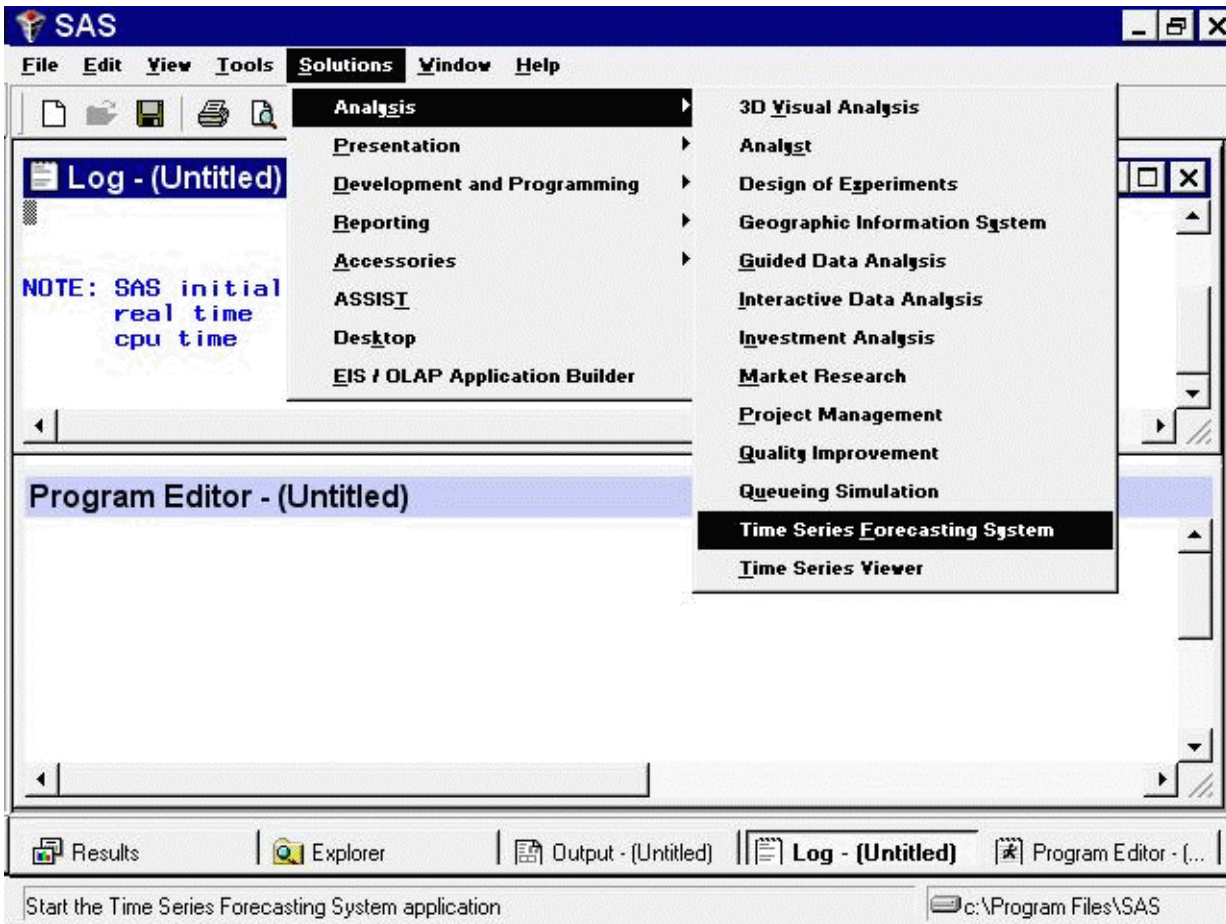 SAS
File Edit View Tools Solutions Window Help
Analysis
Presentation
Development and Programming
Reporting
Accessories
ASSIST
Desktop
EIS / OLAP Application Builder
3D Visual Analysis
Analyst
Design of Experiments
Geographic Information System
Guided Data Analysis
Interactive Data Analysis
Investment Analysis
Market Research
Project Management
Quality Improvement
Queueing Simulation
Time Series Forecasting System
Time Series Viewer
Log - (Untitled)
NOTE: SAS initial
real time
cpu time
Program Editor - (Untitled)
Results Explorer Output - (Untitled) Log - (Untitled) Program Editor - (...
Start the Time Series Forecasting System application c:\Program Files\SAS